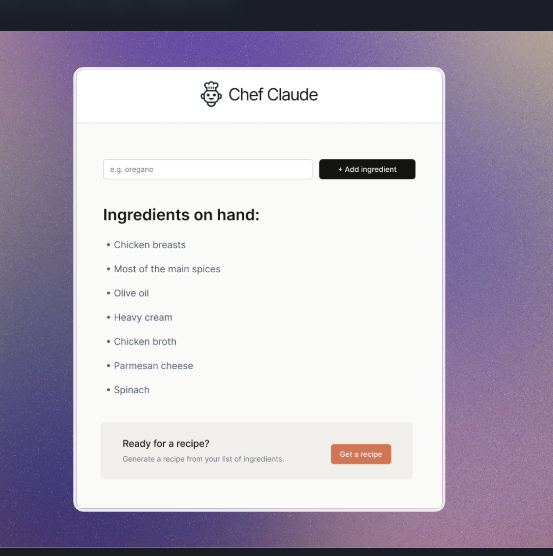 Chef Claude
e.g. oregano
+ Add ingredient
Ingredients on hand:
• Chicken breasts
• Most of the main spices
• Olive oil
• Heavy cream
• Chicken broth
• Parmesan cheese
• Spinach
Ready for a recipe?
Generate a recipe from your list of ingredients.
Get a recipe